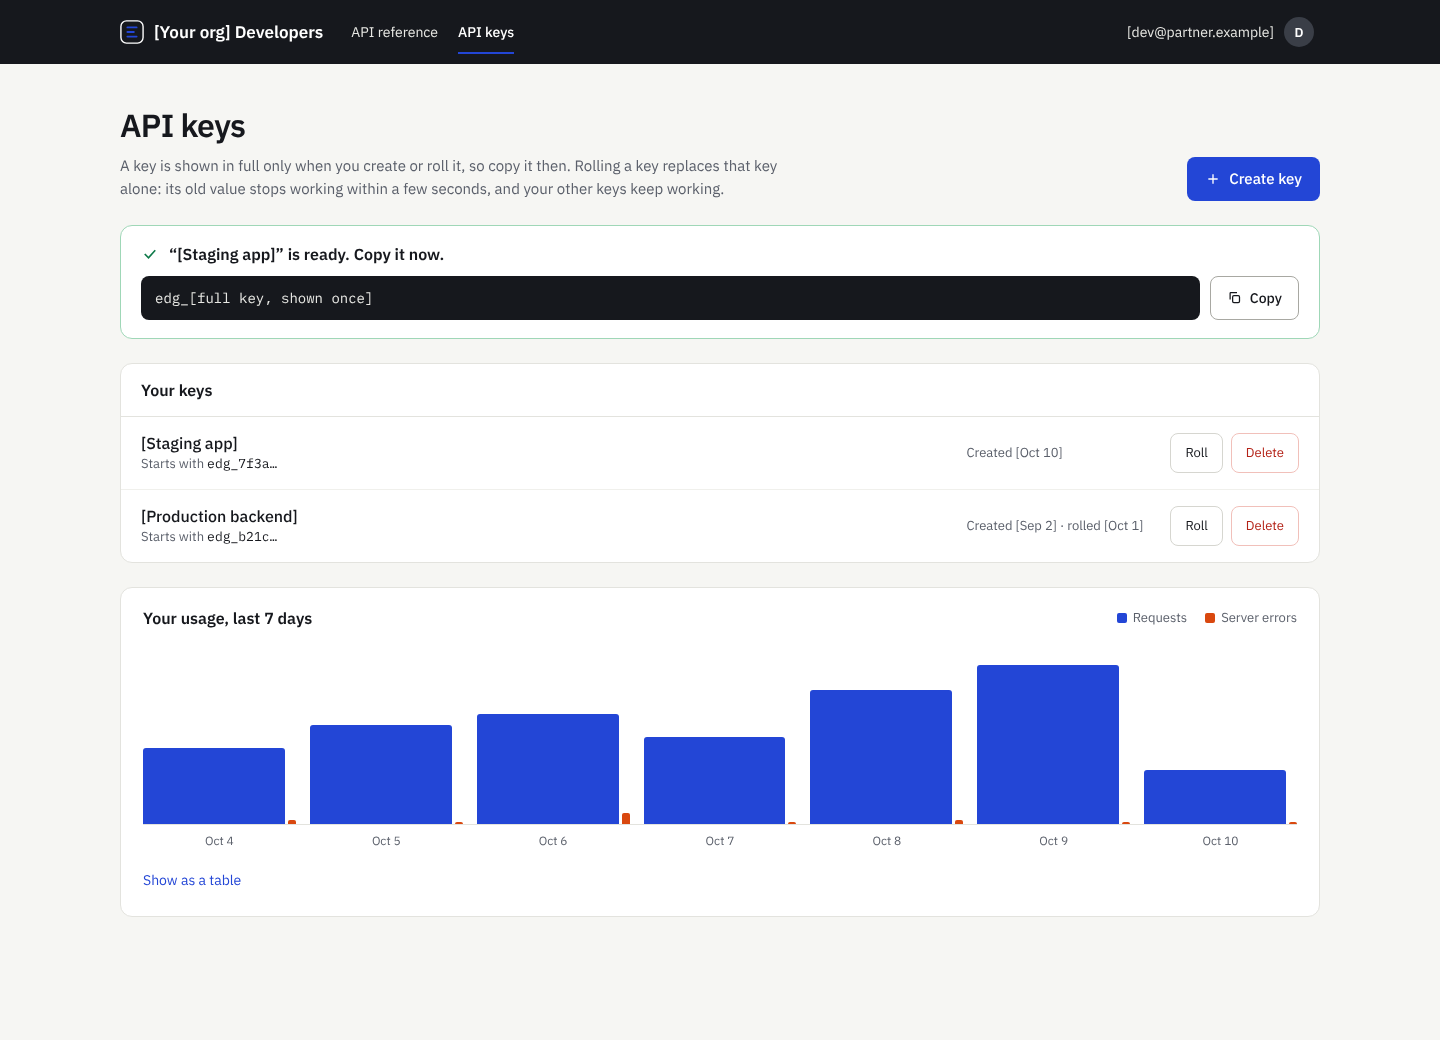 [Your org] Developers
API reference
API keys
[dev@partner.example]
D
API keys
A key is shown in full only when you create or roll it, so copy it then. Rolling a key replaces that key
alone: its old value stops working within a few seconds, and your other keys keep working.
+ Create key
“[Staging app]” is ready. Copy it now.
edg_[full key, shown once]
Copy
Your keys
[Staging app]
Starts with edg_7f3a…
Created [Oct 10]
Roll
Delete
[Production backend]
Starts with edg_b21c…
Created [Sep 2] · rolled [Oct 1]
Roll
Delete
Your usage, last 7 days
Requests
Server errors
Oct 4
Oct 5
Oct 6
Oct 7
Oct 8
Oct 9
Oct 10
Show as a table